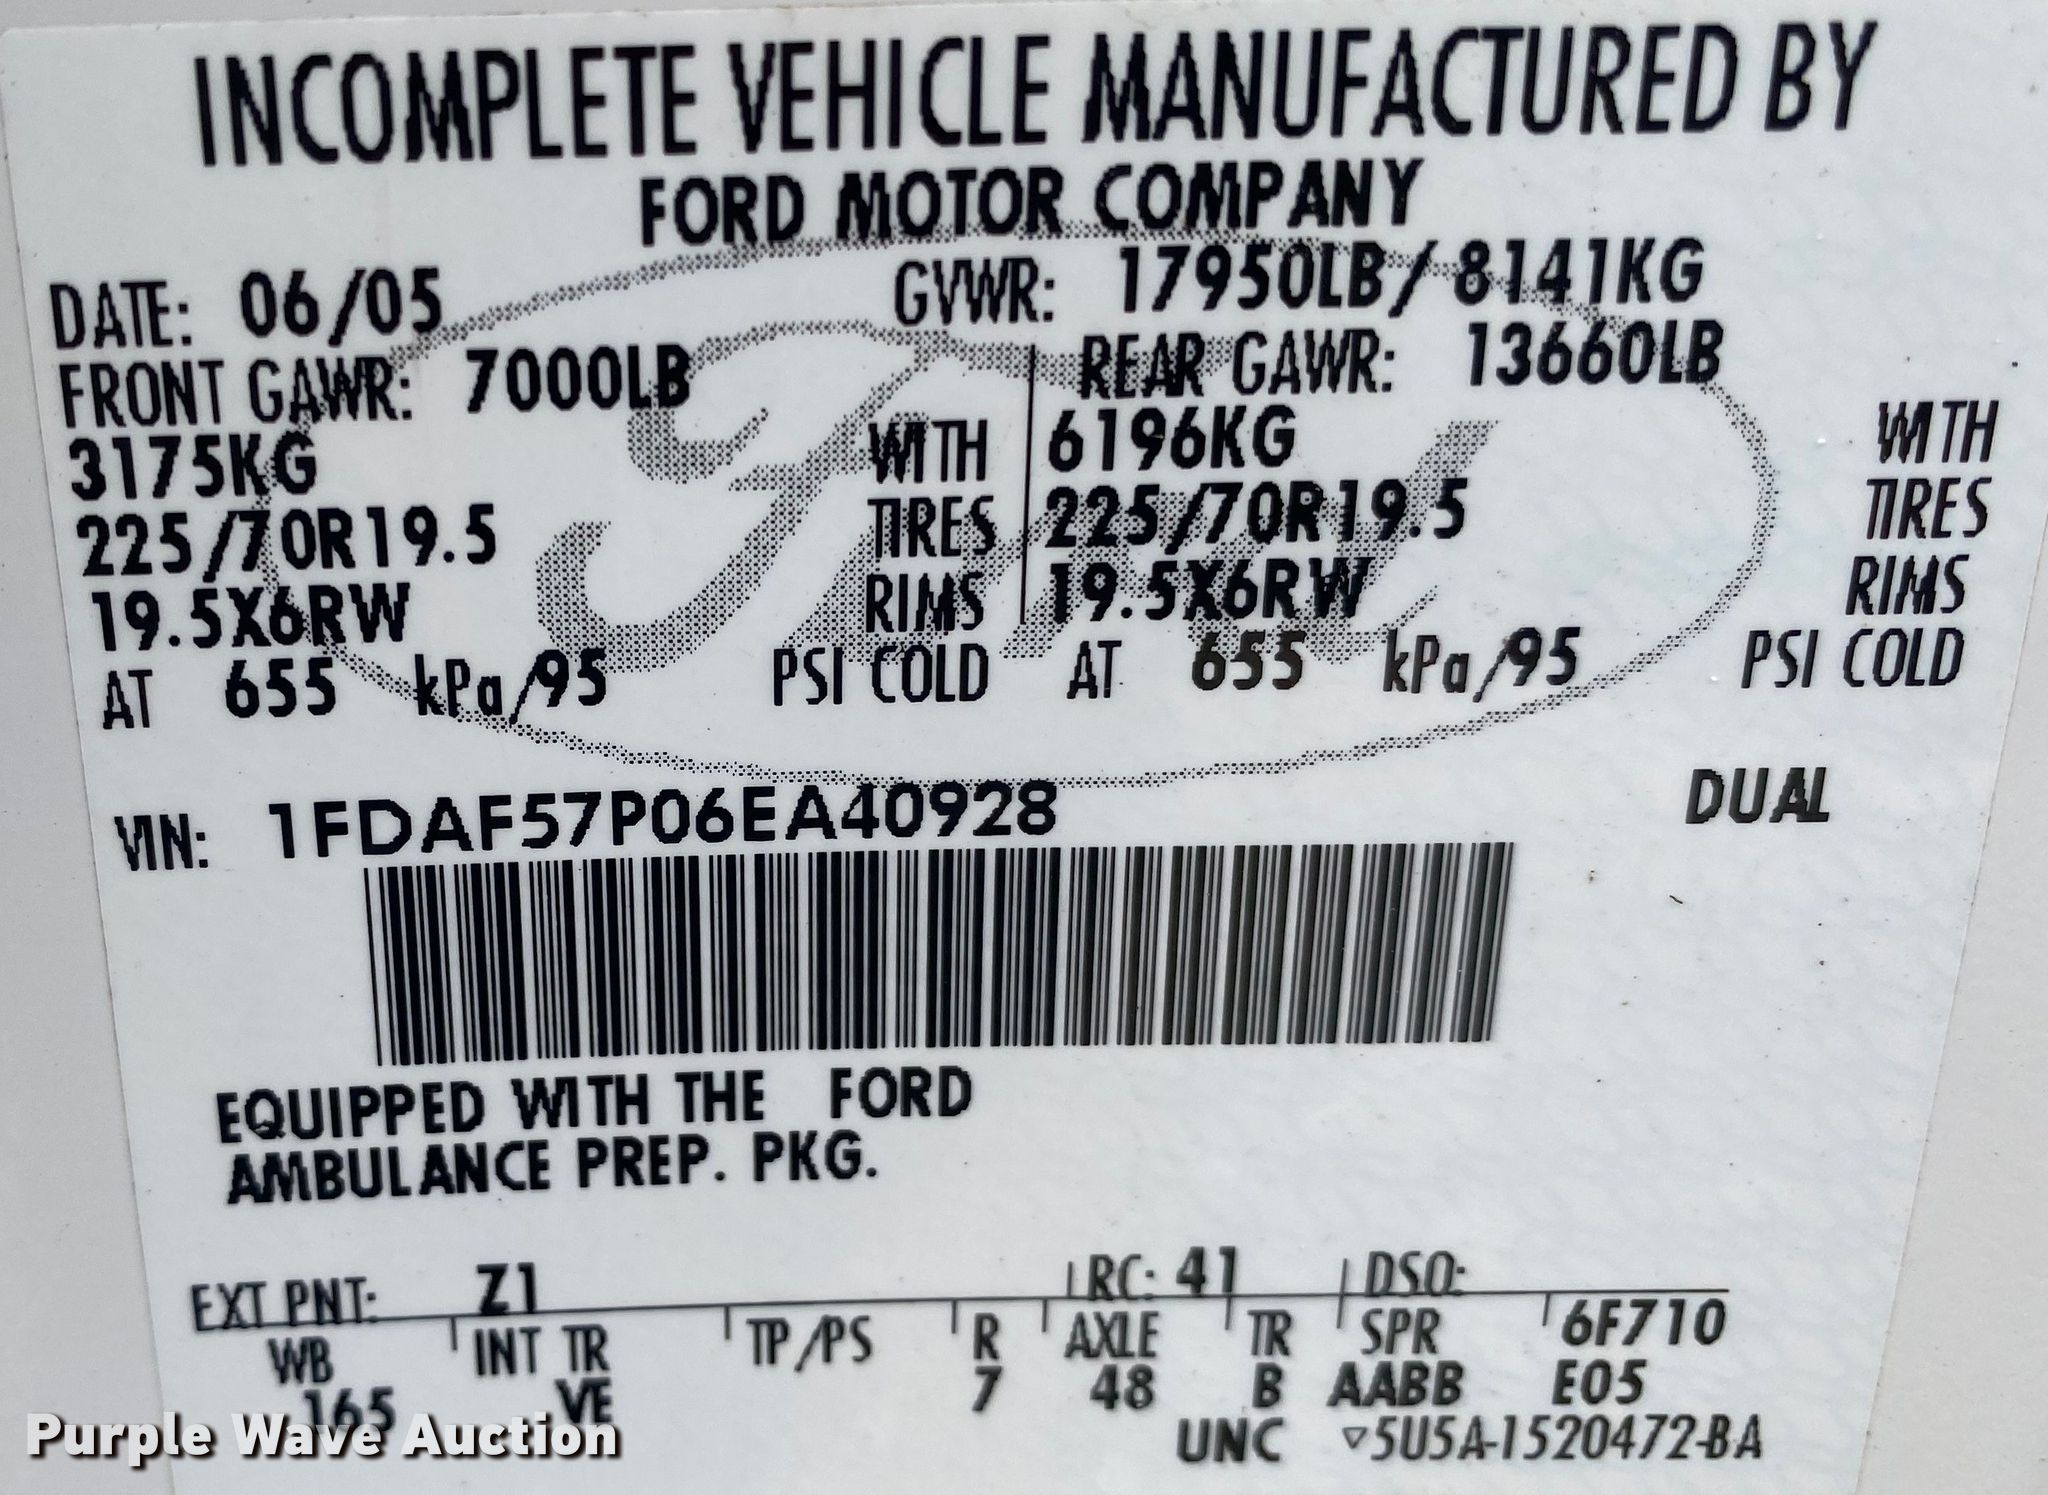 INCOMPLETE VEHICLE MANUFACTURED BY
FORD MOTOR COMPANY
DATE: 06/05 GVWR: 17950LB/8141KG
FRONT GAWR: 7000LB REAR GAWR: 13660LB
3175KG WITH 6196KG WITH
225/70R19.5 TIRES 225/70R19.5 TIRES
19.5X6RW RIMS 19.5X6RW RIMS
AT 655 kPa/95 PSI COLD AT 655 kPa/95 PSI COLD
VIN: 1FDAF57P06EA40928 DUAL
EQUIPPED WITH THE FORD
AMBULANCE PREP. PKG.
EXT PNT: Z1 RC: 41 DSO:
WB INT TR TP/PS R AXLE TR SPR 6F710
165 VE 7 48 B AABB E05
UNC ▽5U5A-1520472-BA
Purple Wave Auction